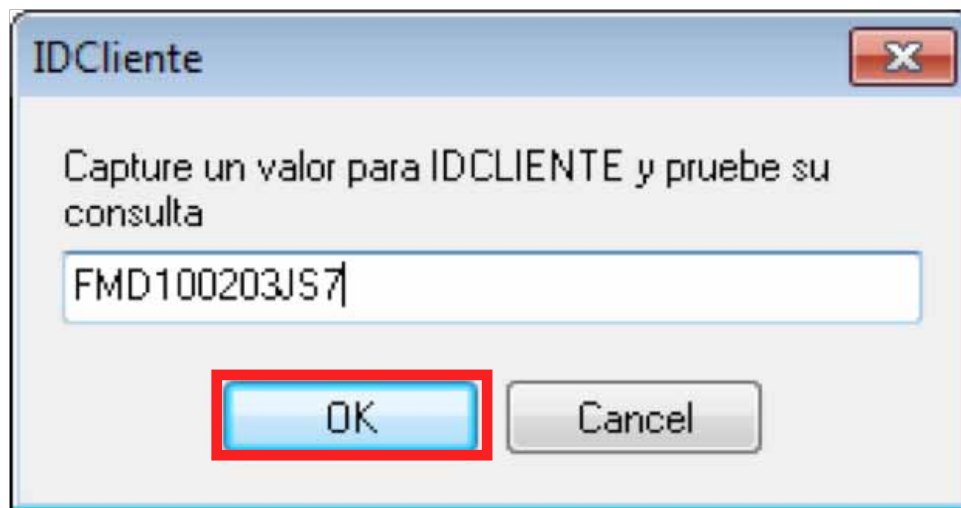 IDCliente
Capture un valor para IDCLIENTE y pruebe su
consulta
FMD100203JS7
OK
Cancel